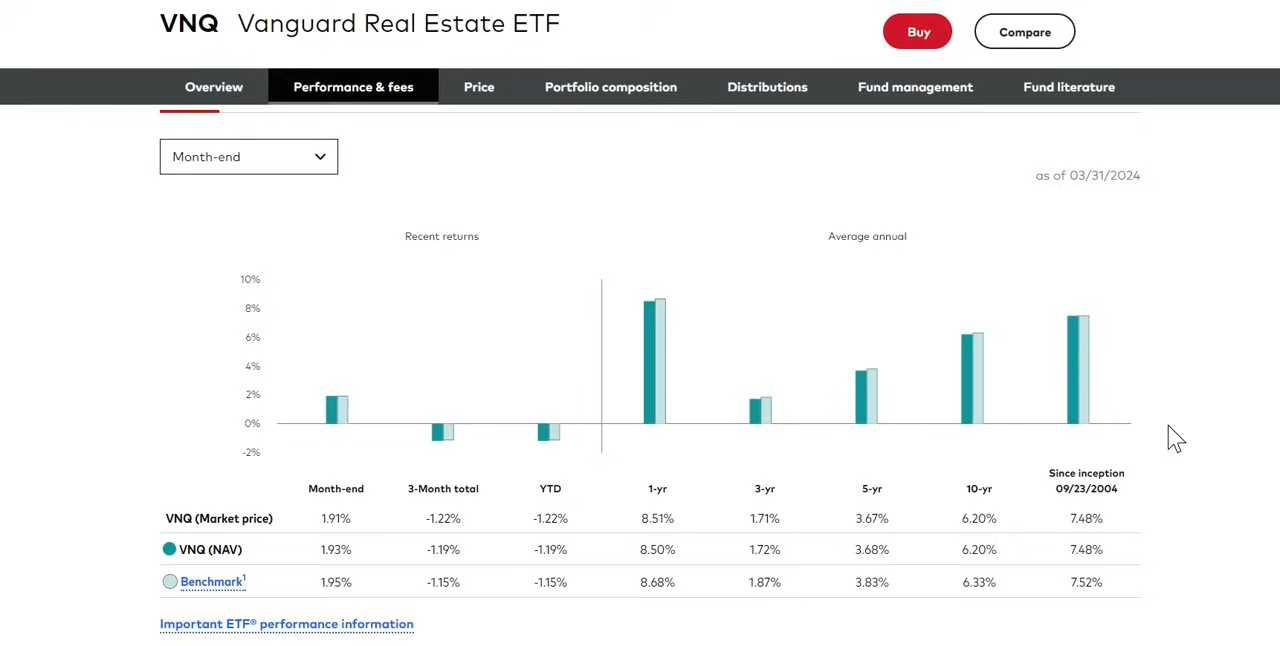 VNQ Vanguard Real Estate ETF
Buy
Compare
Overview Performance & fees Price Portfolio composition Distributions Fund management Fund literature
Month-end
as of 03/31/2024
Recent returns Average annual
10%
8%
6%
4%
2%
0%
-2%
Since inception
Month-end 3-Month total YTD 1-yr 3-yr 5-yr 10-yr 09/23/2004
VNQ (Market price) 1.91% -1.22% -1.22% 8.51% 1.71% 3.67% 6.20% 7.48%
VNQ (NAV) 1.93% -1.19% -1.19% 8.50% 1.72% 3.68% 6.20% 7.48%
Benchmark1 1.95% -1.15% -1.15% 8.68% 1.87% 3.83% 6.33% 7.52%
Important ETF® performance information